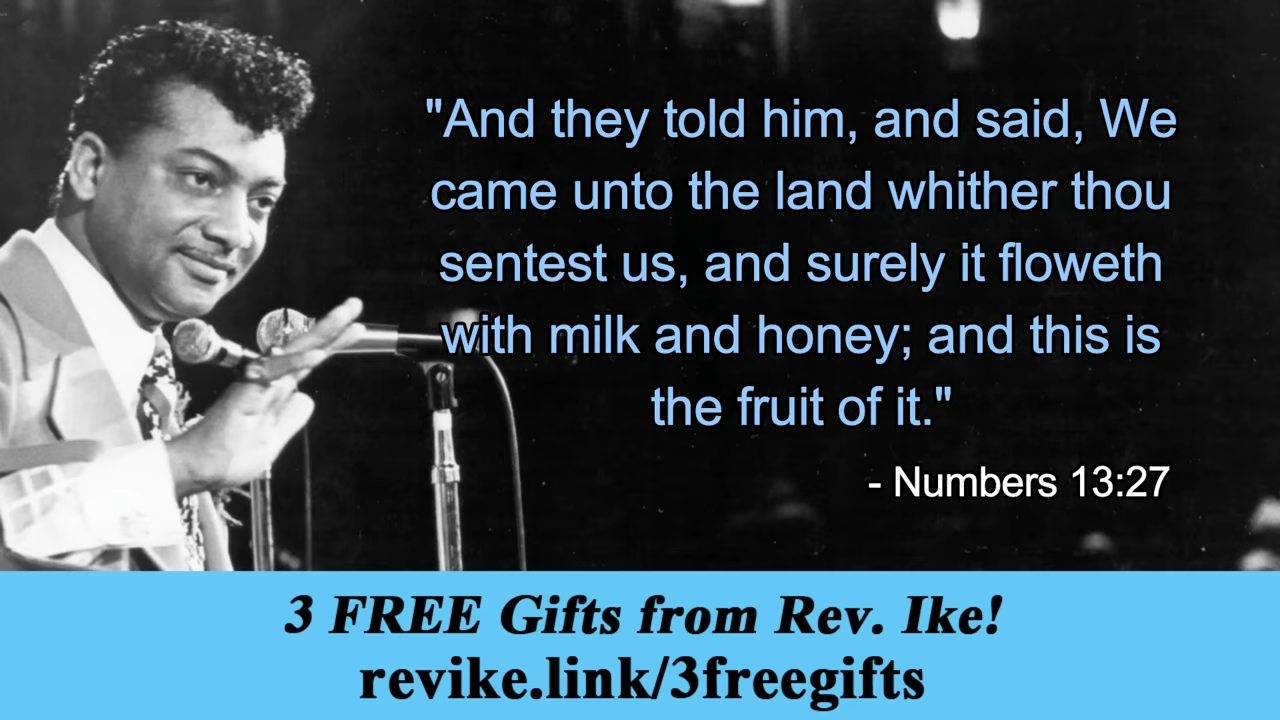 "And they told him, and said, We
came unto the land whither thou
sentest us, and surely it floweth
with milk and honey; and this is
the fruit of it."
- Numbers 13:27
3 FREE Gifts from Rev. Ike!
revike.link/3freegifts